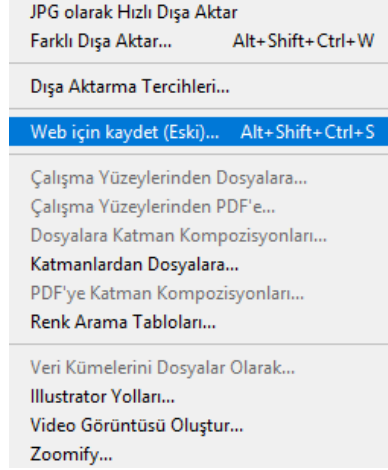 JPG olarak Hızlı Dışa Aktar
Farklı Dışa Aktar... Alt+Shift+Ctrl+W
Dışa Aktarma Tercihleri...
Web için kaydet (Eski)... Alt+Shift+Ctrl+S
Çalışma Yüzeylerinden Dosyalara...
Çalışma Yüzeylerinden PDF'e...
Dosyalara Katman Kompozisyonları...
Katmanlardan Dosyalara...
PDF'ye Katman Kompozisyonları...
Renk Arama Tabloları...
Veri Kümelerini Dosyalar Olarak...
Illustrator Yolları...
Video Görüntüsü Oluştur...
Zoomify...